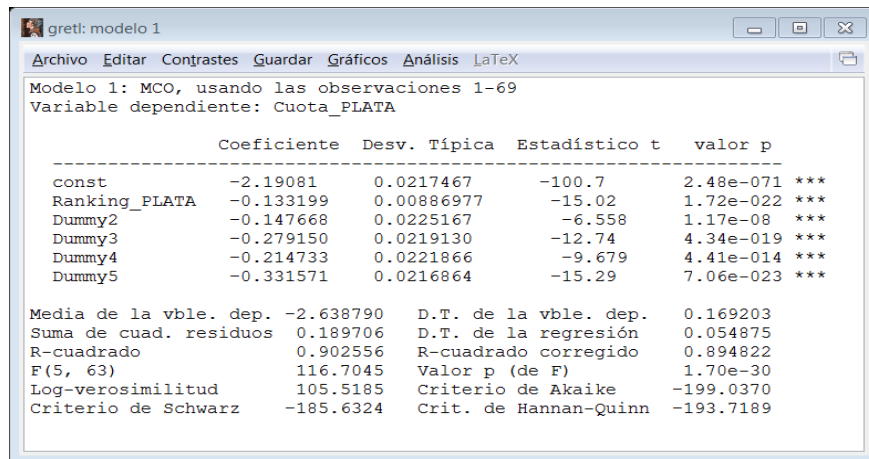 gretl: modelo 1
Archivo Editar Contrastes Guardar Gráficos Análisis LaTeX
Modelo 1: MCO, usando las observaciones 1-69
Variable dependiente: Cuota_PLATA
Coeficiente Desv. Típica Estadístico t valor p
const -2.19081 0.0217467 -100.7 2.48e-071 ***
Ranking_PLATA -0.133199 0.00886977 -15.02 1.72e-022 ***
Dummy2 -0.147668 0.0225167 -6.558 1.17e-08 ***
Dummy3 -0.279150 0.0219130 -12.74 4.34e-019 ***
Dummy4 -0.214733 0.0221866 -9.679 4.41e-014 ***
Dummy5 -0.331571 0.0216864 -15.29 7.06e-023 ***
Media de la vble. dep. -2.638790 D.T. de la vble. dep. 0.169203
Suma de cuad. residuos 0.189706 D.T. de la regresión 0.054875
R-cuadrado 0.902556 R-cuadrado corregido 0.894822
F(5, 63) 116.7045 Valor p (de F) 1.70e-30
Log-verosimilitud 105.5185 Criterio de Akaike -199.0370
Criterio de Schwarz -185.6324 Crit. de Hannan-Quinn -193.7189